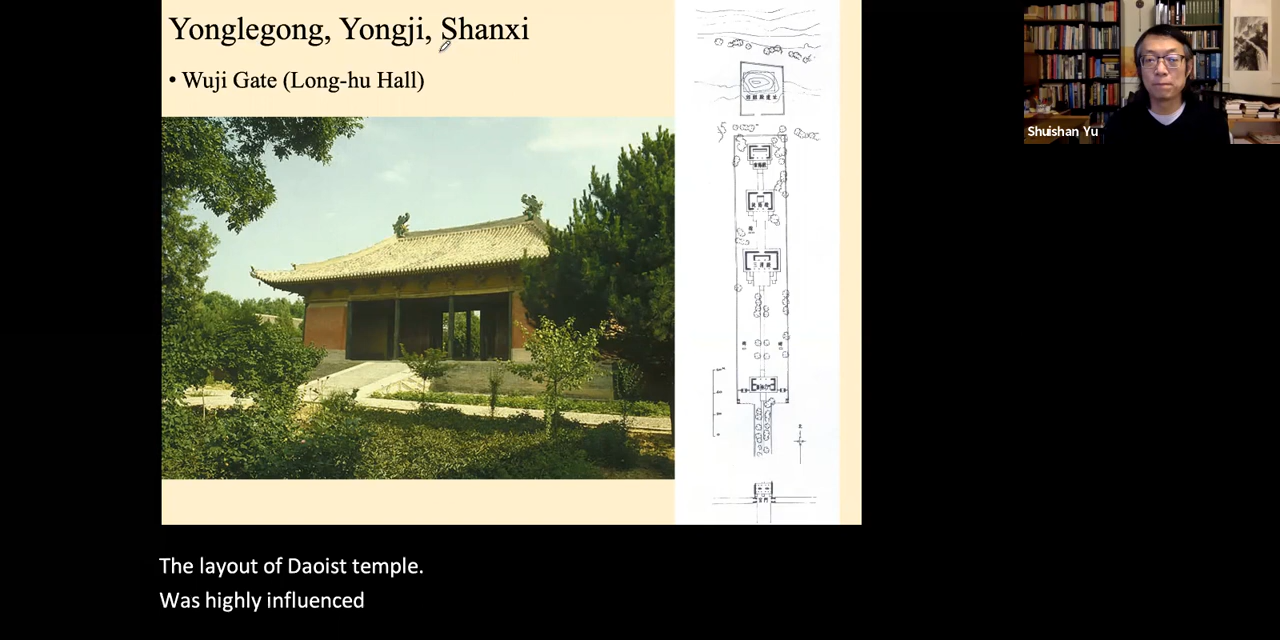 Yonglegong, Yongji, Shanxi
• Wuji Gate (Long-hu Hall)
Shuishan Yu
The layout of Daoist temple.
Was highly influenced